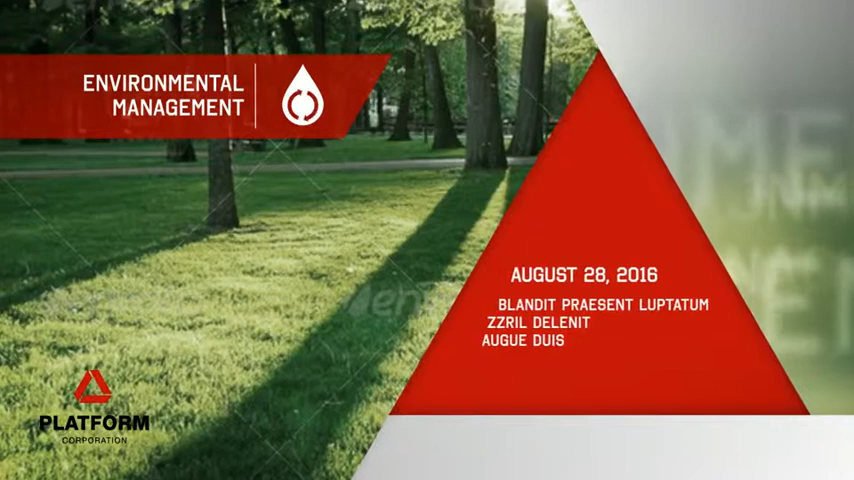 ENVIRONMENTAL
MANAGEMENT
AUGUST 28, 2016
BLANDIT PRAESENT LUPTATUM
ZZRIL DELENIT
AUGUE DUIS
PLATFORM
CORPORATION